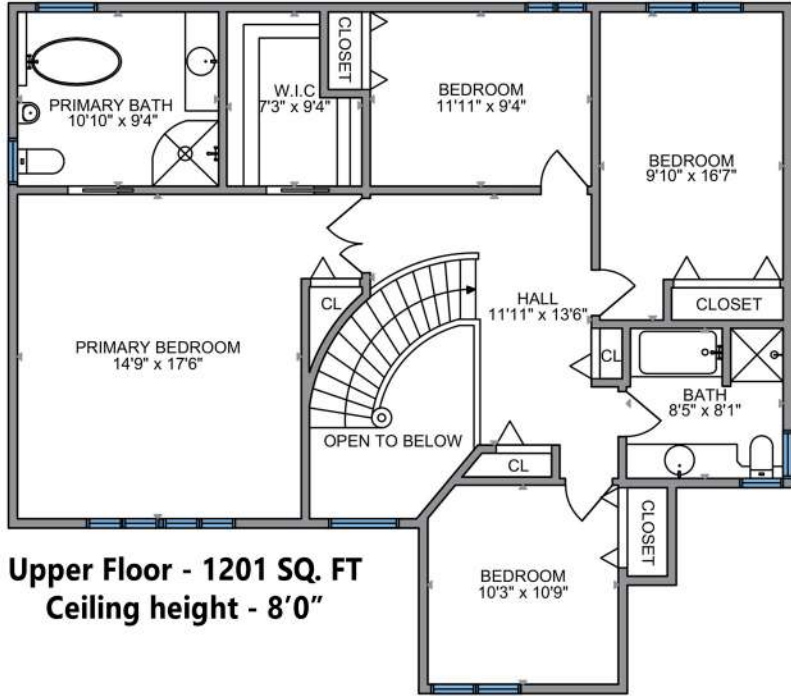 CLOSET
PRIMARY BATH
10'10" x 9'4"
W.I.C
7'3" x 9'4"
BEDROOM
11'11" x 9'4"
BEDROOM
9'10" x 16'7"
CL
HALL
11'11" x 13'6"
CLOSET
PRIMARY BEDROOM
14'9" x 17'6"
CL
BATH
8'5" x 8'1"
OPEN TO BELOW
CL
CLOSET
BEDROOM
10'3" x 10'9"
Upper Floor - 1201 SQ. FT
Ceiling height - 8’0”